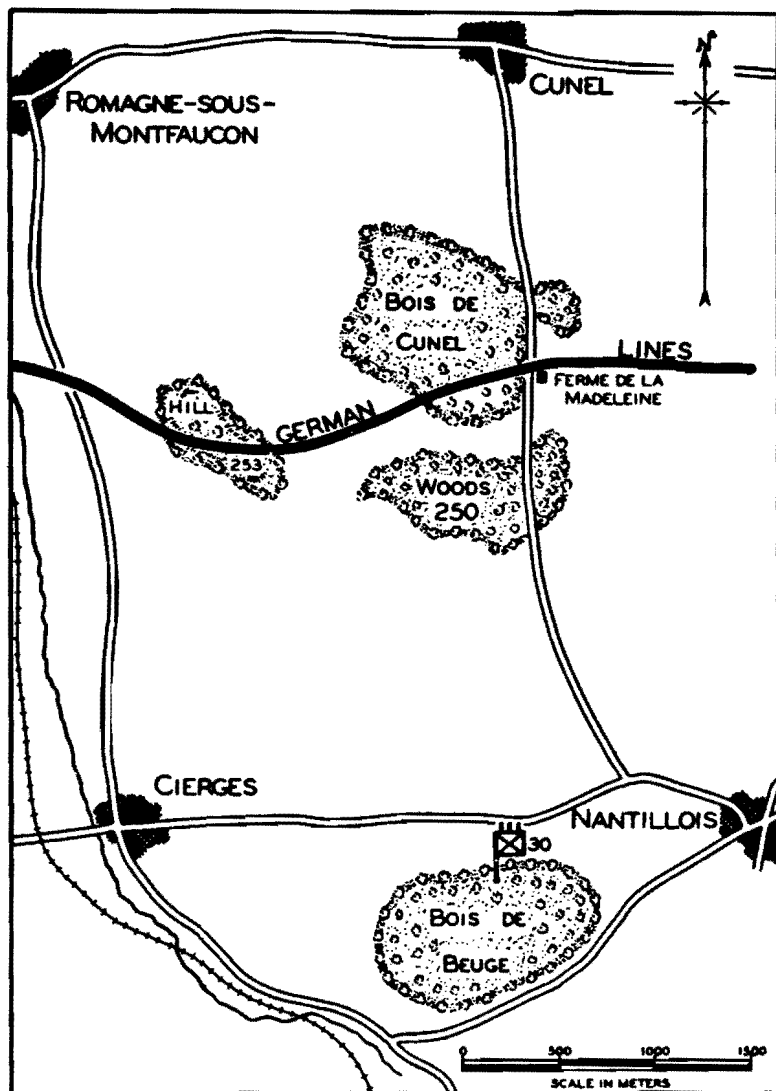 N
ROMAGNE-SOUS-
MONTFAUCON
CUNEL
BOIS DE
CUNEL
LINES
FERME DE LA
MADELEINE
HILL
253
GERMAN
WOODS
250
CIERGES
NANTILLOIS
30
BOIS DE
BEUGE
0 500 1000 1500
SCALE IN METERS